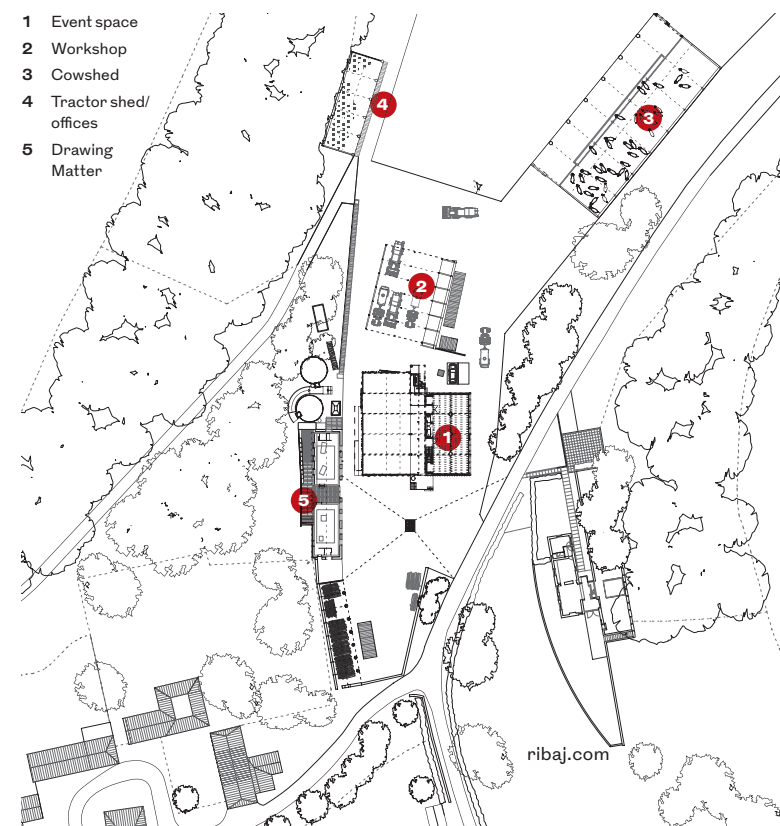 1 Event space
2 Workshop
3 Cowshed
4 Tractor shed/
offices
5 Drawing
Matter
4
3
2
1
5
ribaj.com